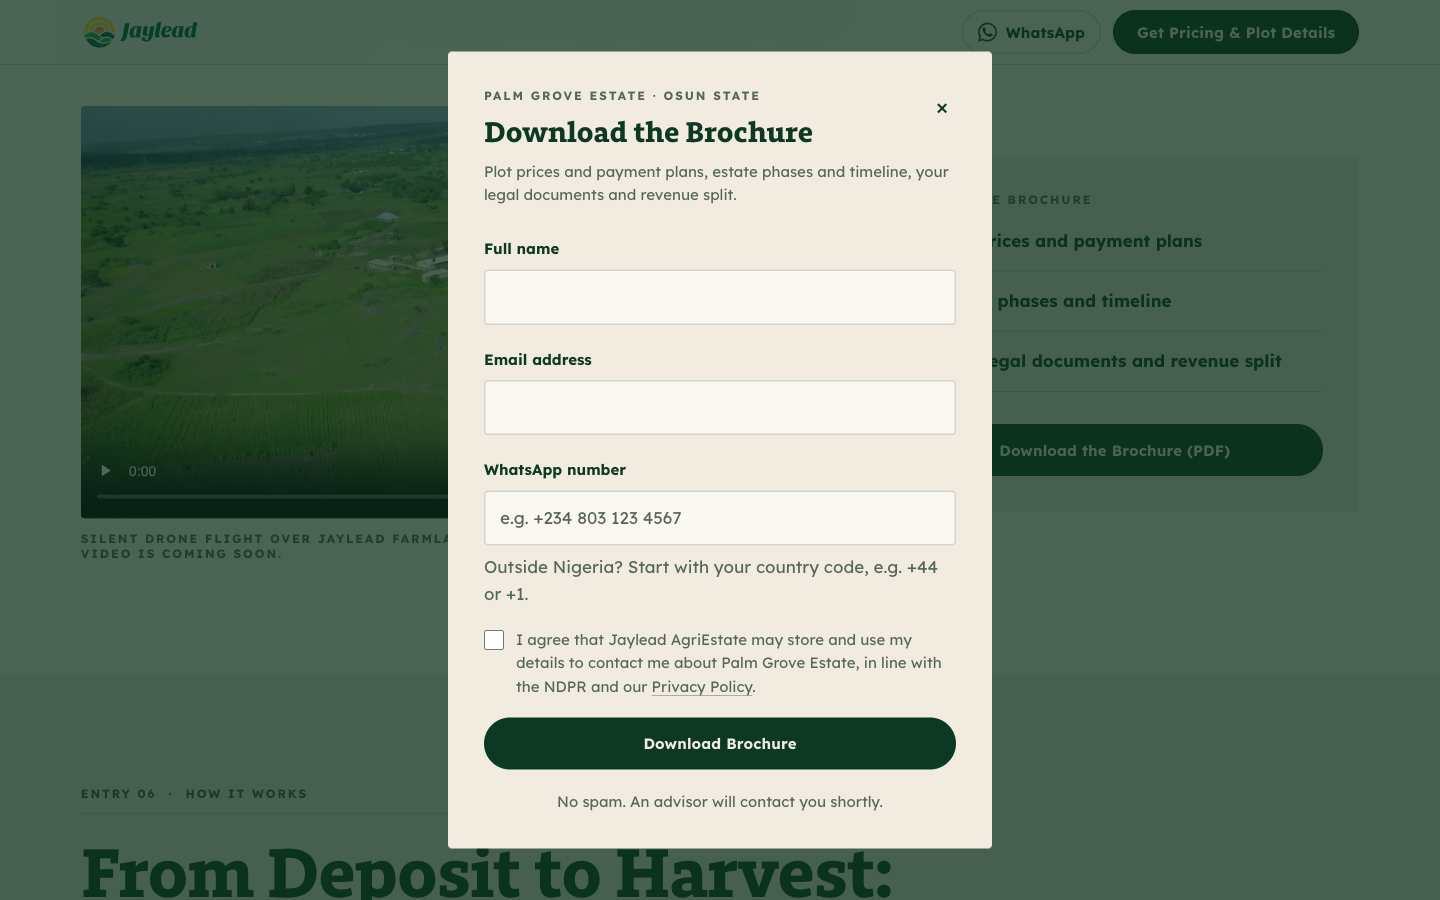 Jaylead
WhatsApp
Get Pricing & Plot Details
PALM GROVE ESTATE · OSUN STATE
Download the Brochure
Plot prices and payment plans, estate phases and timeline, your
legal documents and revenue split.
Full name
Email address
WhatsApp number
e.g. +234 803 123 4567
Outside Nigeria? Start with your country code, e.g. +44
or +1.
I agree that Jaylead AgriEstate may store and use my
details to contact me about Palm Grove Estate, in line with
the NDPR and our Privacy Policy.
Download Brochure
No spam. An advisor will contact you shortly.
0:00
SILENT DRONE FLIGHT OVER JAYLEAD
VIDEO IS COMING SOON.
BROCHURE
and payment plans
phases and timeline
documents and revenue split
Download the Brochure (PDF)
ENTRY 06 · HOW IT WORKS
From Deposit to Harvest: